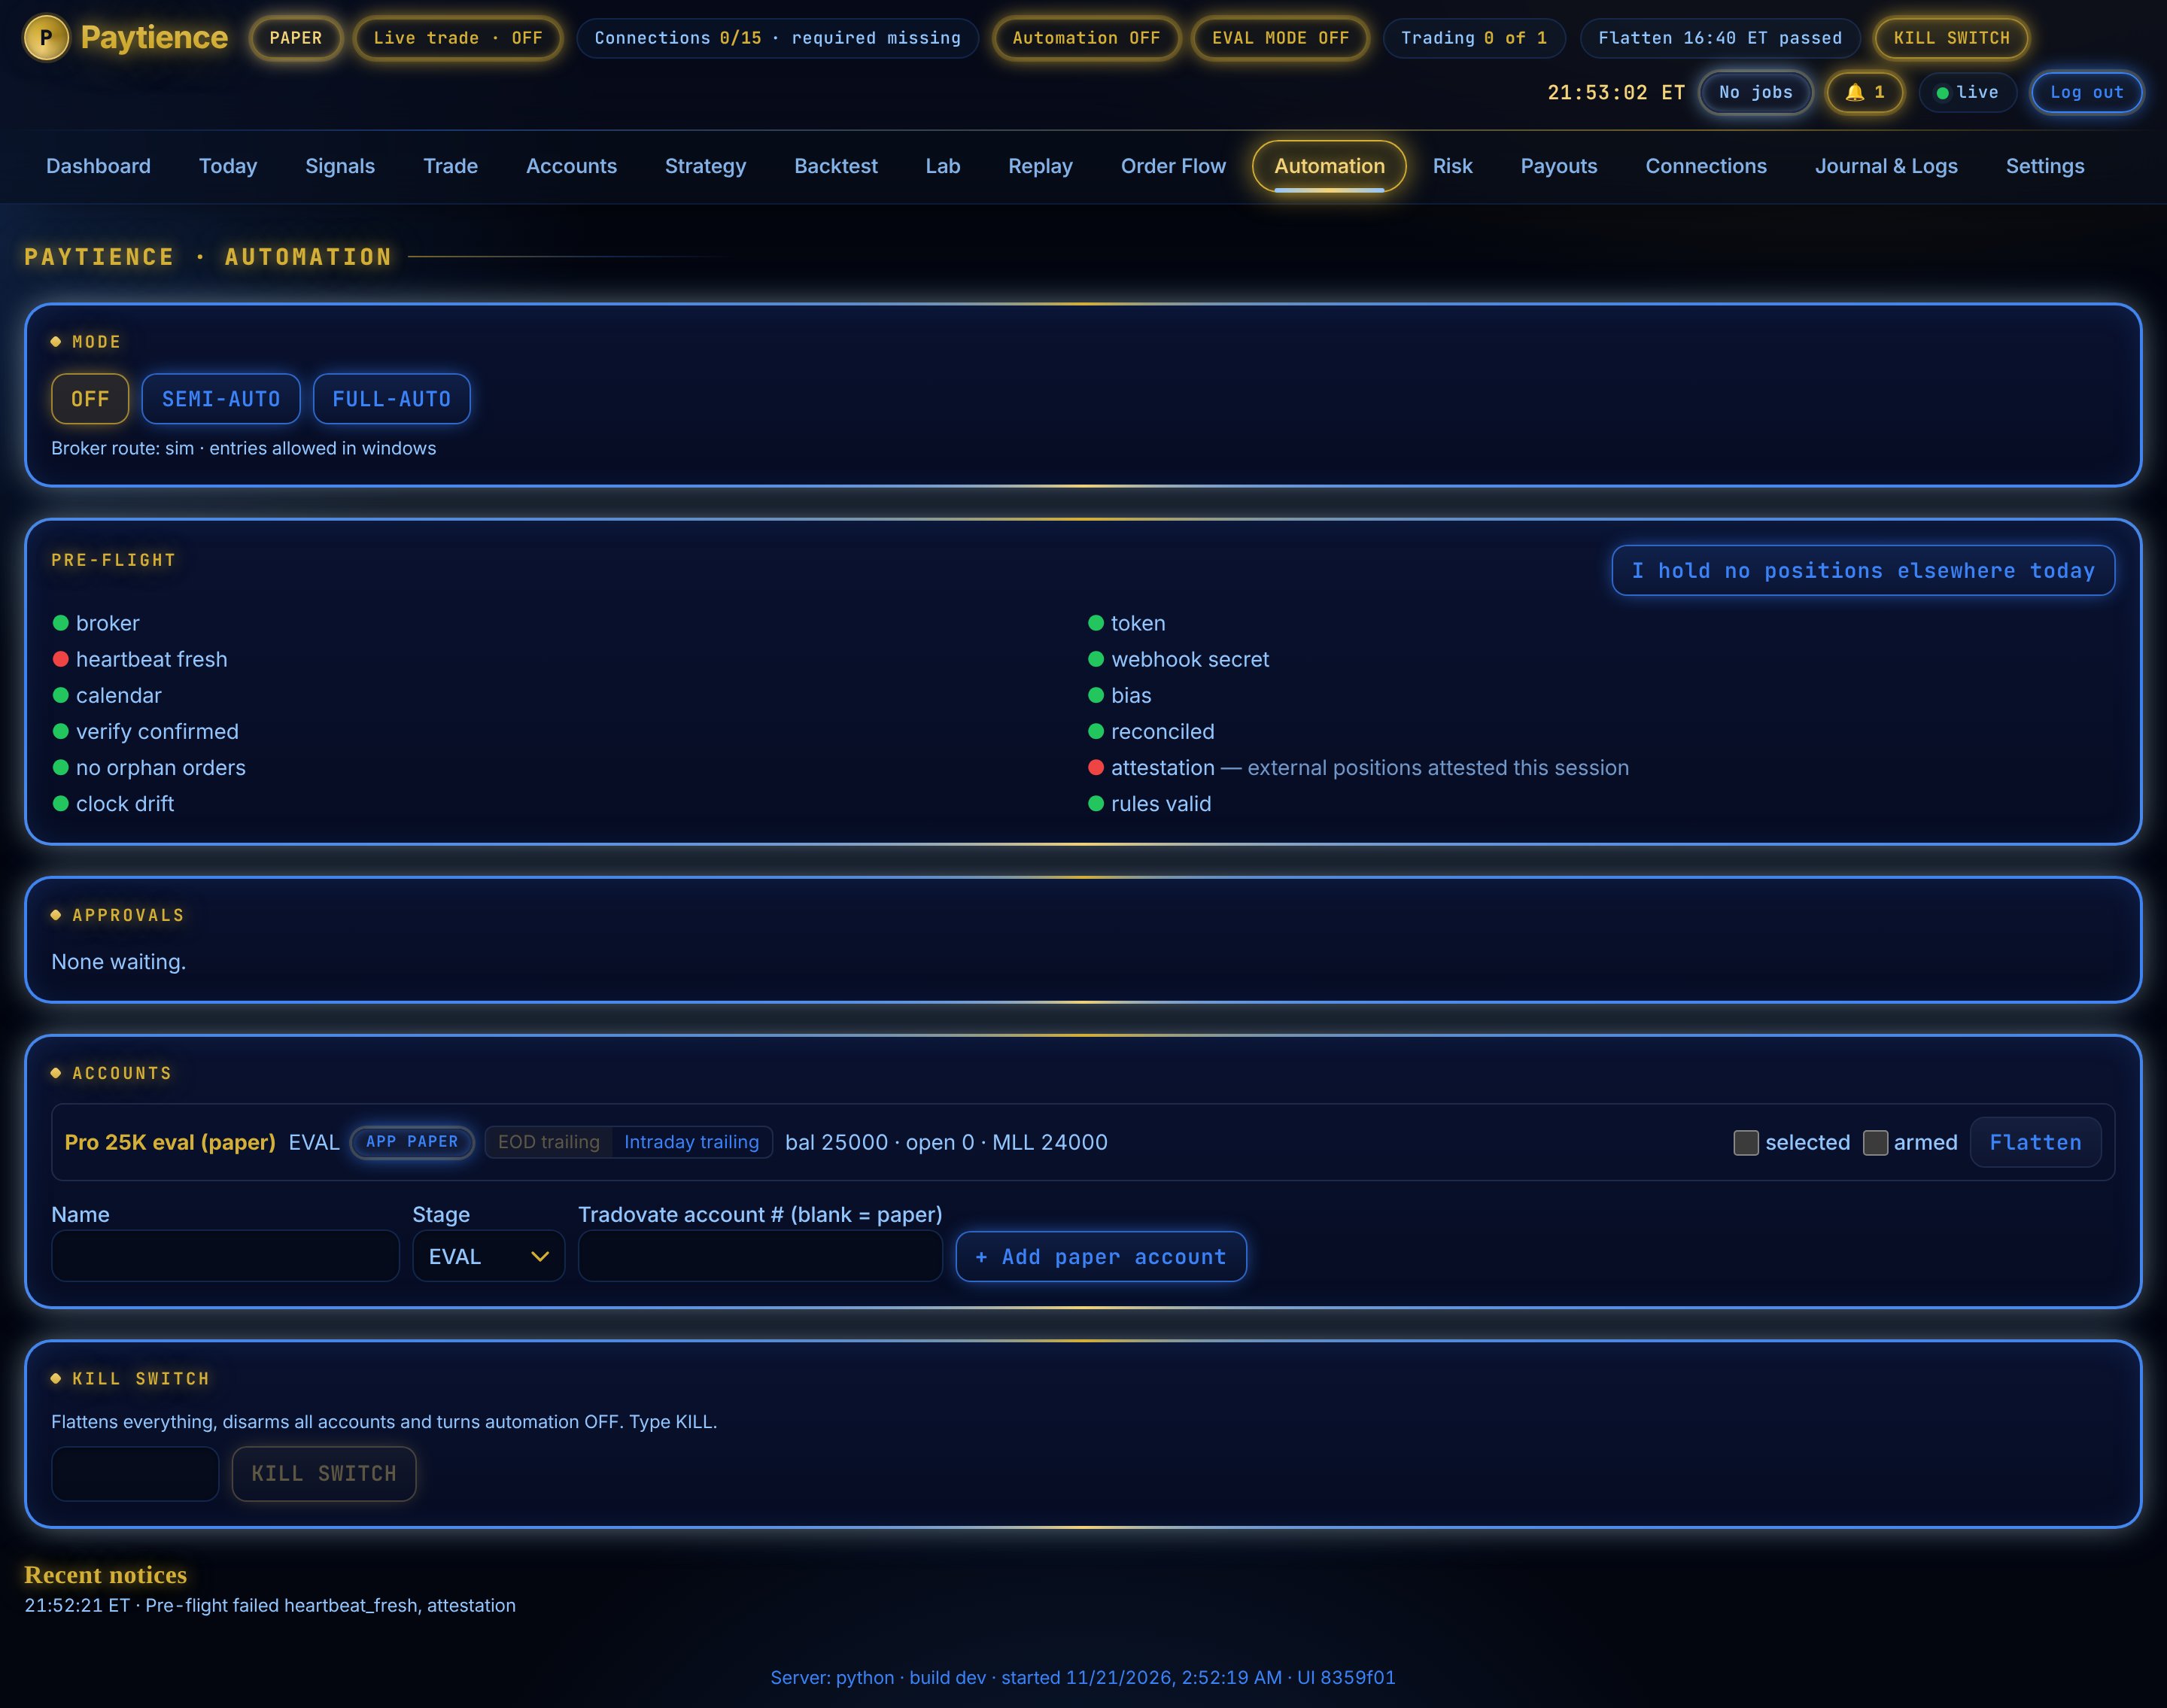 P Paytience PAPER Live trade · OFF Connections 0/15 · required missing Automation OFF EVAL MODE OFF Trading 0 of 1 Flatten 16:40 ET passed KILL SWITCH
21:53:02 ET No jobs 🔔 1 live Log out
Dashboard Today Signals Trade Accounts Strategy Backtest Lab Replay Order Flow Automation Risk Payouts Connections Journal & Logs Settings
PAYTIENCE · AUTOMATION
MODE
OFF SEMI-AUTO FULL-AUTO
Broker route: sim · entries allowed in windows
PRE-FLIGHT I hold no positions elsewhere today
broker token
heartbeat fresh webhook secret
calendar bias
verify confirmed reconciled
no orphan orders attestation — external positions attested this session
clock drift rules valid
APPROVALS
None waiting.
ACCOUNTS
Pro 25K eval (paper) EVAL APP PAPER EOD trailing Intraday trailing bal 25000 · open 0 · MLL 24000 selected armed Flatten
Name Stage Tradovate account # (blank = paper)
EVAL + Add paper account
KILL SWITCH
Flattens everything, disarms all accounts and turns automation OFF. Type KILL.
KILL SWITCH
Recent notices
21:52:21 ET · Pre-flight failed heartbeat_fresh, attestation
Server: python · build dev · started 11/21/2026, 2:52:19 AM · UI 8359f01